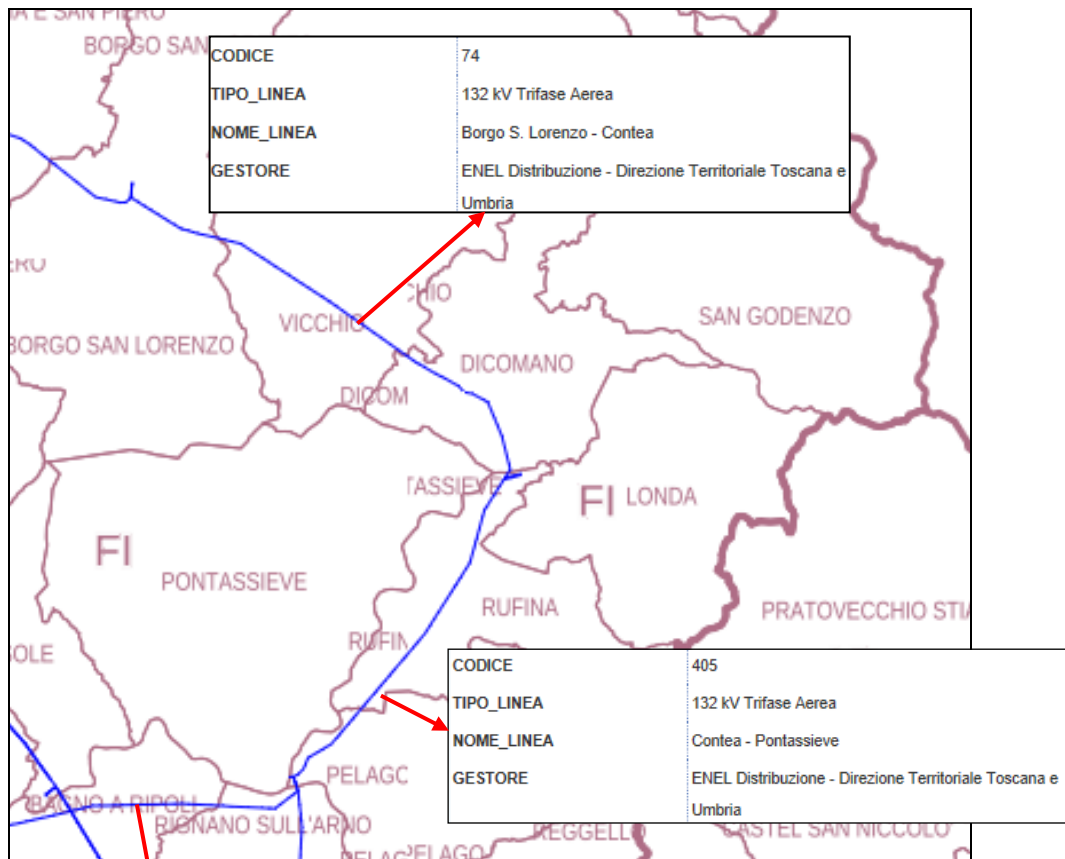 A E SAN PIERO
BORGO SAN
CODICE 74
TIPO_LINEA 132 kV Trifase Aerea
NOME_LINEA Borgo S. Lorenzo - Contea
GESTORE ENEL Distribuzione - Direzione Territoriale Toscana e
Umbria
VICCHIO
SAN GODENZO
BORGO SAN LORENZO
DICOMANO
DICOM
TASSIEVE
FI LONDA
FI
PONTASSIEVE
RUFINA
PRATOVECCHIO STIA
RUFIN
OLE
CODICE 405
TIPO_LINEA 132 kV Trifase Aerea
NOME_LINEA Contea - Pontassieve
GESTORE ENEL Distribuzione - Direzione Territoriale Toscana e
Umbria
PELAGO
BAGNO A RIPOLI
RIGNANO SULL'ARNO
REGGELLO
CASTEL SAN NICCOLO'
PELAGO